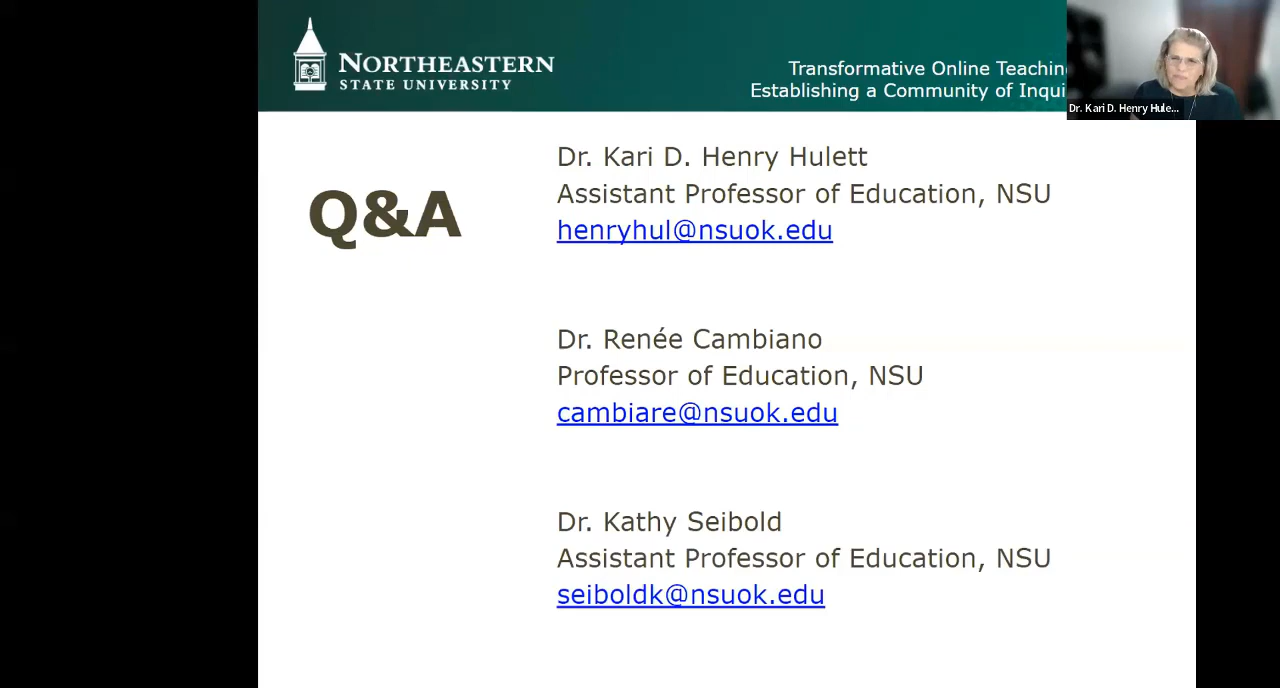 NORTHEASTERN
STATE UNIVERSITY
Transformative Online Teachin
Establishing a Community of Inqui
Dr. Kari D. Henry Hule...
Q&A
Dr. Kari D. Henry Hulett
Assistant Professor of Education, NSU
henryhul@nsuok.edu
Dr. Renée Cambiano
Professor of Education, NSU
cambiare@nsuok.edu
Dr. Kathy Seibold
Assistant Professor of Education, NSU
seiboldk@nsuok.edu